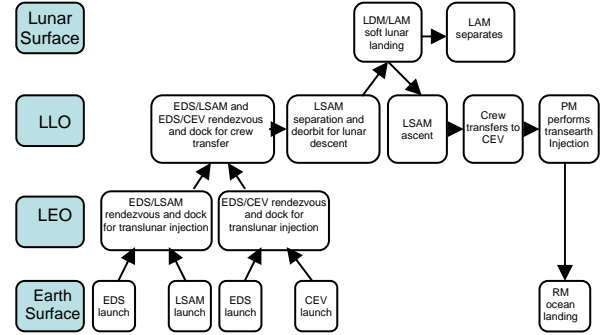 Lunar
Surface
LDM/LAM
soft lunar
landing
LAM
separates
LLO
EDS/LSAM and
EDS/CEV rendezvous
and dock for crew
transfer
LSAM
separation and
deorbit for lunar
descent
LSAM
ascent
Crew
transfers to
CEV
PM
performs
transearth
Injection
LEO
EDS/LSAM
rendezvous and dock
for translunar injection
EDS/CEV rendezvous
and dock for
translunar injection
Earth
Surface
EDS
launch
LSAM
launch
EDS
launch
CEV
launch
RM
ocean
landing